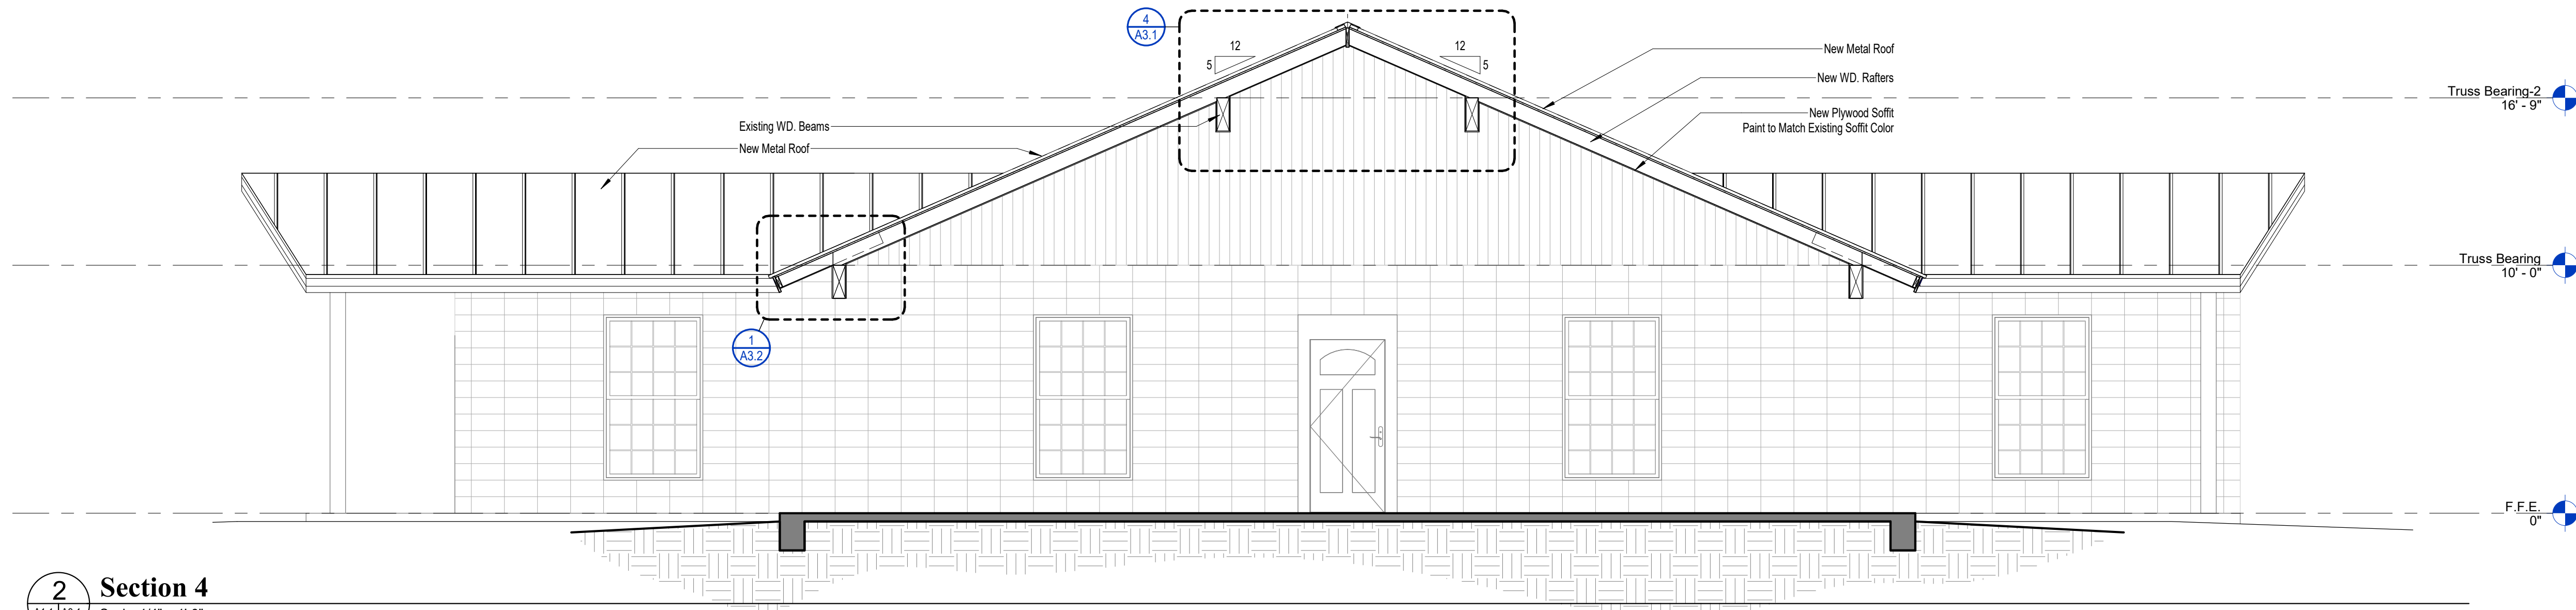 4
A3.1
12
5
12
5
New Metal Roof
New WD. Rafters
New Plywood Soffit
Paint to Match Existing Soffit Color
Existing WD. Beams
New Metal Roof
Truss Bearing-2
16' - 9"
Truss Bearing
10' - 0"
1
A3.2
F.F.E.
0"
2
Section 4